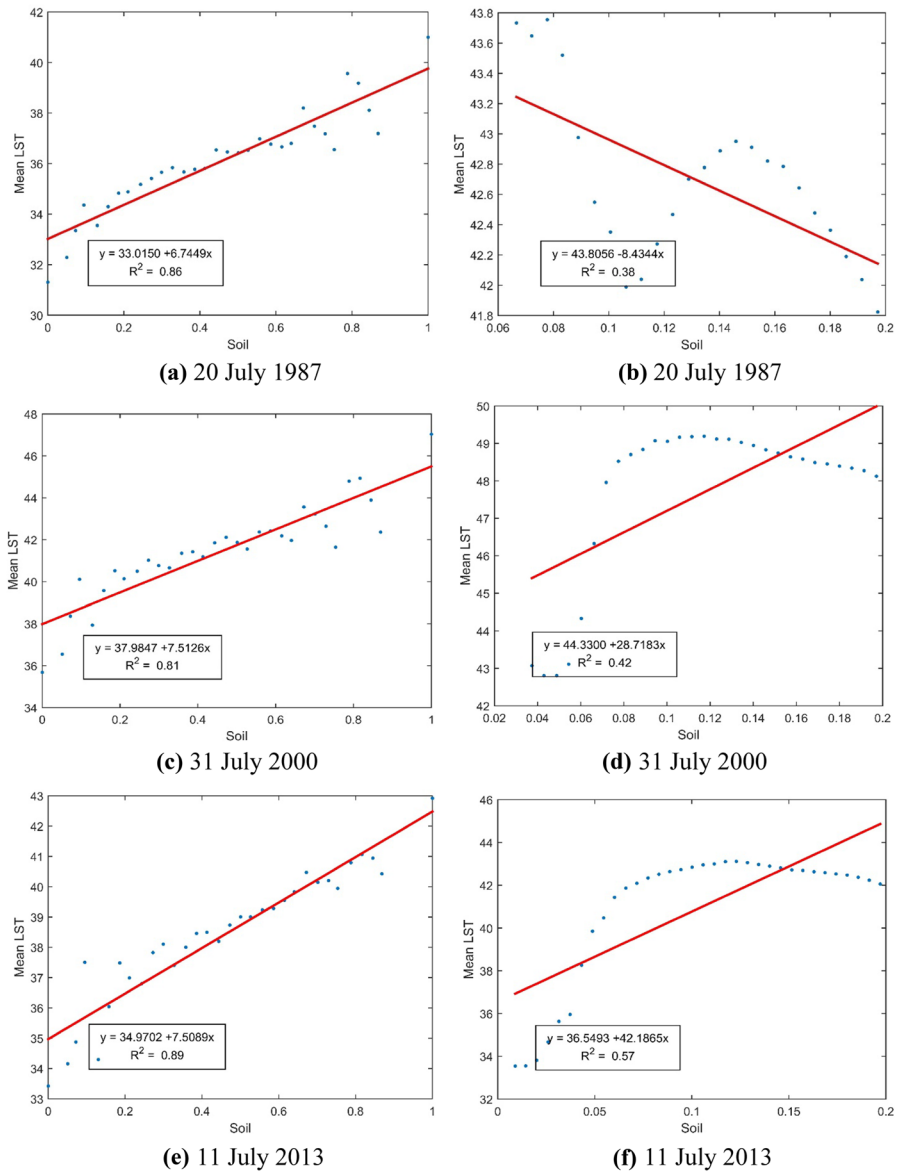 42
40
38
36
34
32
30
Mean LST
y = 33.0150 +6.7449x
R² = 0.86
0 0.2 0.4 0.6 0.8 1
Soil
(a) 20 July 1987
43.8
43.6
43.4
43.2
43
42.8
42.6
42.4
42.2
42
41.8
Mean LST
y = 43.8056 -8.4344x
R² = 0.38
0.06 0.08 0.1 0.12 0.14 0.16 0.18 0.2
Soil
(b) 20 July 1987
48
46
44
42
40
38
36
34
Mean LST
y = 37.9847 +7.5126x
R² = 0.81
0 0.2 0.4 0.6 0.8 1
Soil
(c) 31 July 2000
50
49
48
47
46
45
44
43
42
Mean LST
y = 44.3300 +28.7183x
R² = 0.42
0.02 0.04 0.06 0.08 0.1 0.12 0.14 0.16 0.18 0.2
Soil
(d) 31 July 2000
43
42
41
40
39
38
37
36
35
34
33
Mean LST
y = 34.9702 +7.5089x
R² = 0.89
0 0.2 0.4 0.6 0.8 1
Soil
(e) 11 July 2013
46
44
42
40
38
36
34
32
Mean LST
y = 36.5493 +42.1865x
R² = 0.57
0 0.05 0.1 0.15 0.2
Soil
(f) 11 July 2013